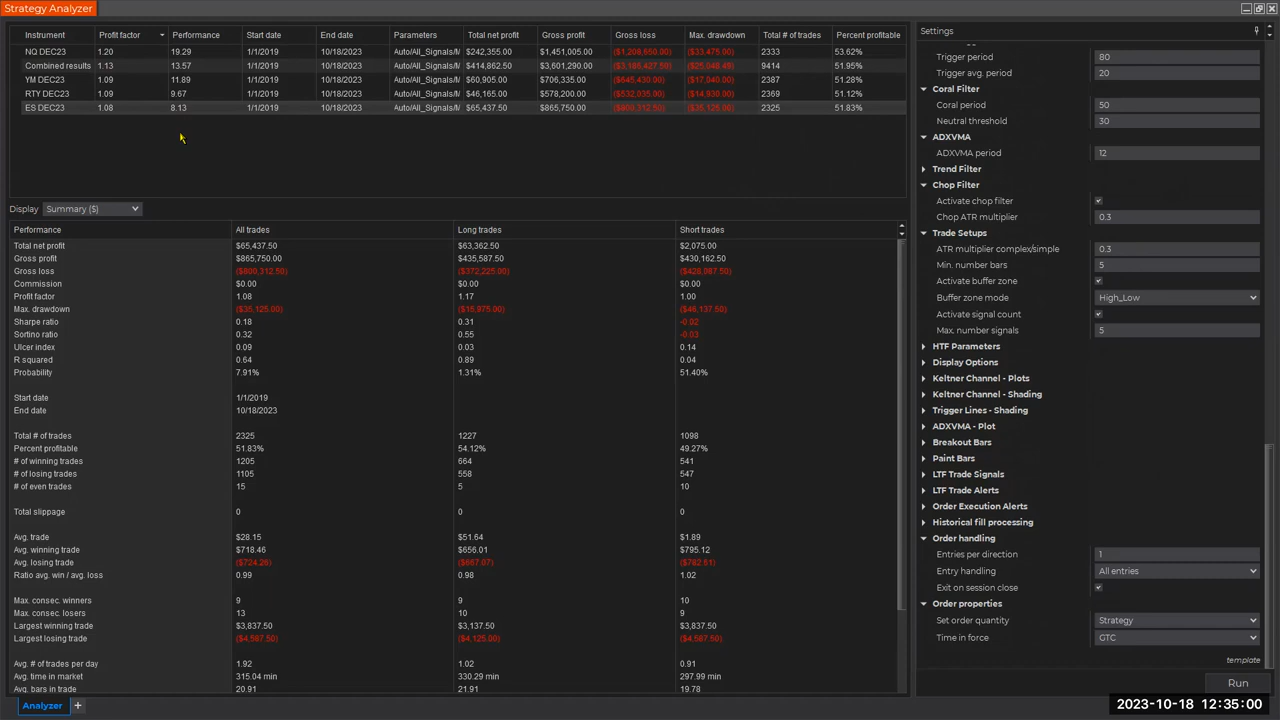 Strategy Analyzer
Instrument Profit factor Performance Start date End date Parameters Total net profit Gross profit Gross loss Max. drawdown Total # of trades Percent profitable
NQ DEC23 1.20 19.29 1/1/2019 10/18/2023 Auto/All_Signals/M $242,355.00 $1,451,005.00 ($1,208,650.00) ($33,475.00) 2333 53.62%
Combined results 1.13 13.57 1/1/2019 10/18/2023 Auto/All_Signals/M $414,862.50 $3,601,290.00 ($3,186,427.50) ($25,048.49) 9414 51.95%
YM DEC23 1.09 11.89 1/1/2019 10/18/2023 Auto/All_Signals/M $60,905.00 $706,335.00 ($645,430.00) ($17,040.00) 2387 51.28%
RTY DEC23 1.09 9.67 1/1/2019 10/18/2023 Auto/All_Signals/M $46,165.00 $578,200.00 ($532,035.00) ($14,930.00) 2369 51.12%
ES DEC23 1.08 8.13 1/1/2019 10/18/2023 Auto/All_Signals/M $65,437.50 $865,750.00 ($800,312.50) ($35,125.00) 2325 51.83%
Display Summary ($)
Performance All trades Long trades Short trades
Total net profit $65,437.50 $63,362.50 $2,075.00
Gross profit $865,750.00 $435,587.50 $430,162.50
Gross loss ($800,312.50) ($372,225.00) ($428,087.50)
Commission $0.00 $0.00 $0.00
Profit factor 1.08 1.17 1.00
Max. drawdown ($35,125.00) ($15,975.00) ($46,137.50)
Sharpe ratio 0.18 0.31 -0.02
Sortino ratio 0.32 0.55 -0.03
Ulcer index 0.09 0.03 0.14
R squared 0.64 0.89 0.04
Probability 7.91% 1.31% 51.40%
Start date 1/1/2019
End date 10/18/2023
Total # of trades 2325 1227 1098
Percent profitable 51.83% 54.12% 49.27%
# of winning trades 1205 664 541
# of losing trades 1105 558 547
# of even trades 15 5 10
Total slippage 0 0 0
Avg. trade $28.15 $51.64 $1.89
Avg. winning trade $718.46 $656.01 $795.12
Avg. losing trade ($724.26) ($667.07) ($782.61)
Ratio avg. win / avg. loss 0.99 0.98 1.02
Max. consec. winners 9 9 10
Max. consec. losers 13 10 9
Largest winning trade $3,837.50 $3,137.50 $3,837.50
Largest losing trade ($4,587.50) ($4,125.00) ($4,587.50)
Avg. # of trades per day 1.92 1.02 0.91
Avg. time in market 315.04 min 330.29 min 297.99 min
Avg. bars in trade 20.91 21.91 19.78
Analyzer +
Settings
Trigger period 80
Trigger avg. period 20
Coral Filter
Coral period 50
Neutral threshold 30
ADXVMA
ADXVMA period 12
Trend Filter
Chop Filter
Activate chop filter
Chop ATR multiplier 0.3
Trade Setups
ATR multiplier complex/simple 0.3
Min. number bars 5
Activate buffer zone
Buffer zone mode High_Low
Activate signal count
Max. number signals 5
HTF Parameters
Display Options
Keltner Channel - Plots
Keltner Channel - Shading
Trigger Lines - Shading
ADXVMA - Plot
Breakout Bars
Paint Bars
LTF Trade Signals
LTF Trade Alerts
Order Execution Alerts
Historical fill processing
Order handling
Entries per direction 1
Entry handling All entries
Exit on session close
Order properties
Set order quantity Strategy
Time in force GTC
template
Run
2023-10-18 12:35:00